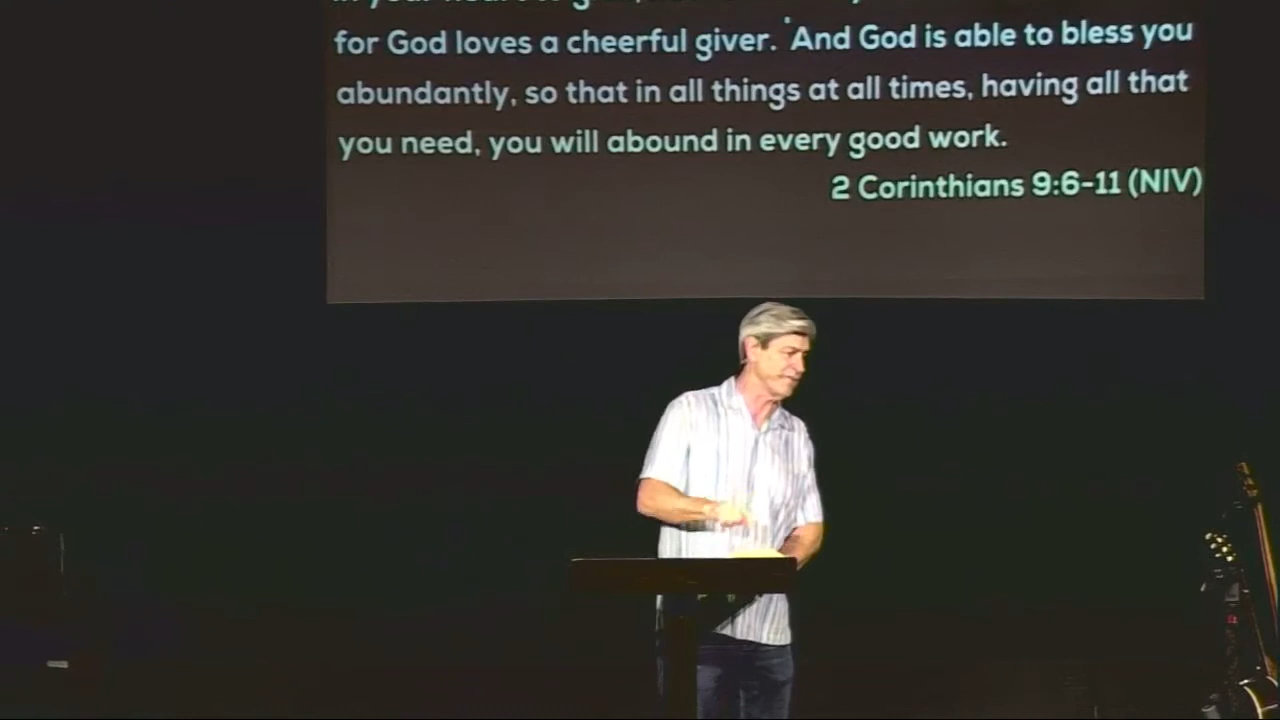 for God loves a cheerful giver. And God is able to bless you
abundantly, so that in all things at all times, having all that
you need, you will abound in every good work.
2 Corinthians 9:6-11 (NIV)